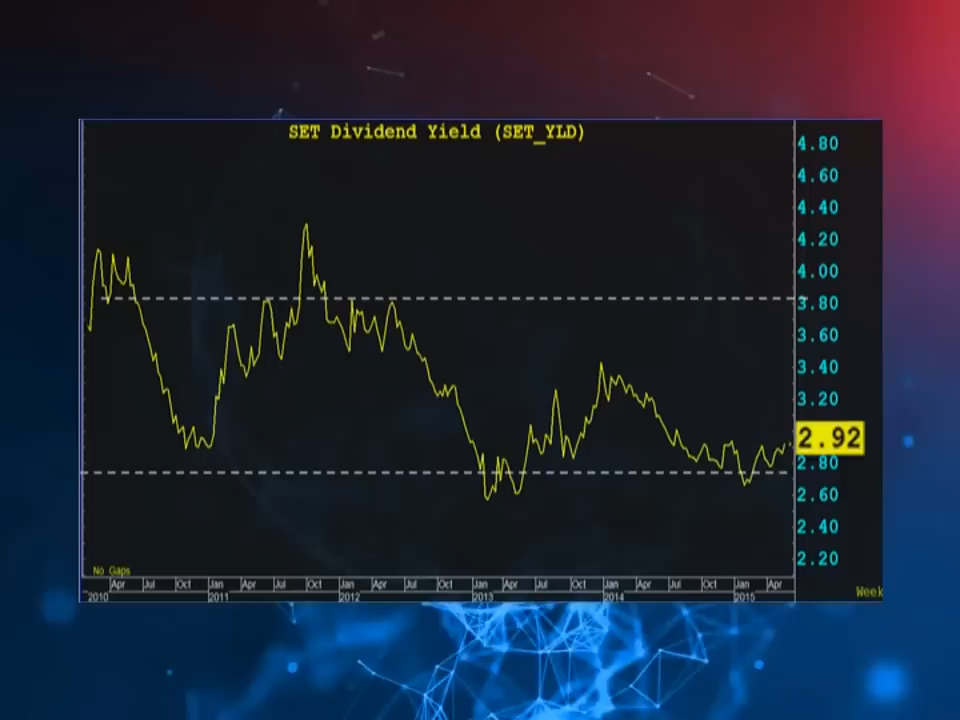 SET Dividend Yield (SET_YLD)
4.80
4.60
4.40
4.20
4.00
3.80
3.60
3.40
3.20
2.92
2.80
2.60
2.40
2.20
No Gaps
Apr Jul Oct Jan Apr Jul Oct Jan Apr Jul Oct Jan Apr Jul Oct Jan Apr Jul Oct Jan Apr
2010 2011 2012 2013 2014 2015
Week